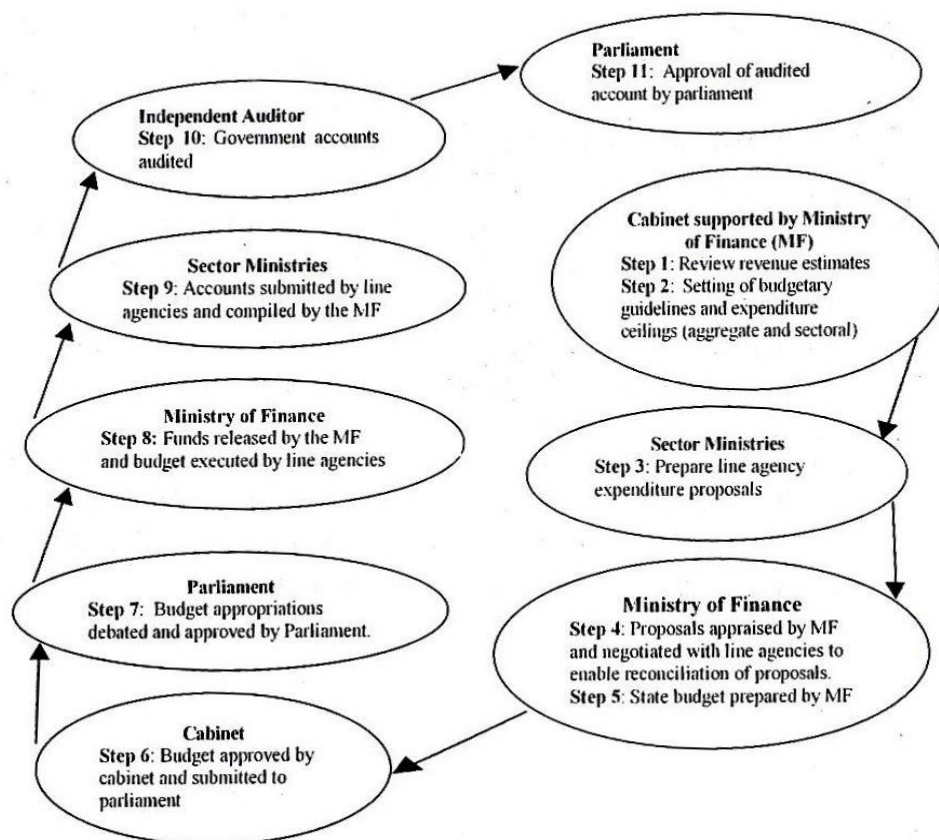 Parliament
Step 11: Approval of audited
account by parliament
Independent Auditor
Step 10: Government accounts
audited
Cabinet supported by Ministry
of Finance (MF)
Step 1: Review revenue estimates
Step 2: Setting of budgetary
guidelines and expenditure
ceilings (aggregate and sectoral)
Sector Ministries
Step 9: Accounts submitted by line
agencies and compiled by the MF
Ministry of Finance
Step 8: Funds released by the MF
and budget executed by line agencies
Sector Ministries
Step 3: Prepare line agency
expenditure proposals
Parliament
Step 7: Budget appropriations
debated and approved by Parliament.
Ministry of Finance
Step 4: Proposals appraised by MF
and negotiated with line agencies to
enable reconciliation of proposals.
Step 5: State budget prepared by MF
Cabinet
Step 6: Budget approved by
cabinet and submitted to
parliament